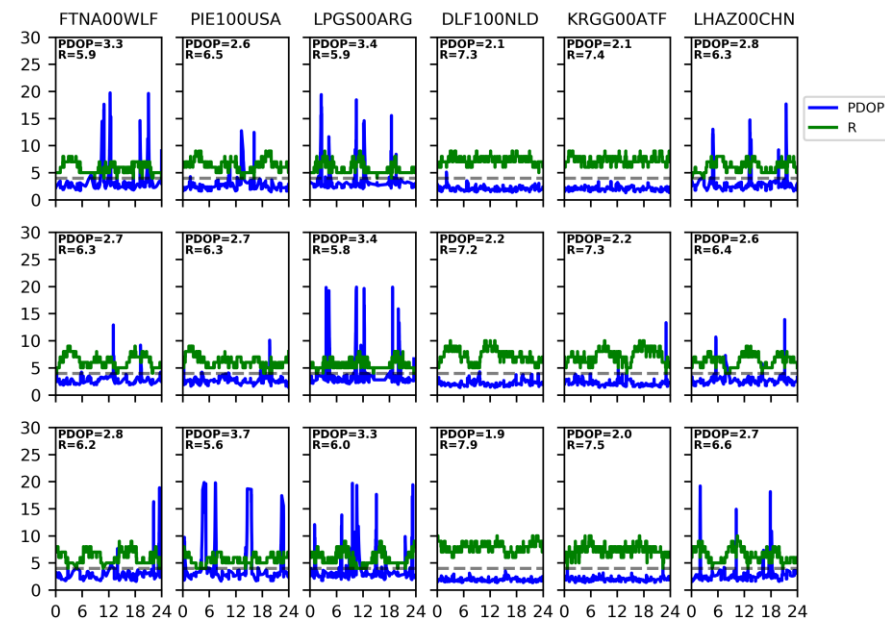 FTNA00WLF PIE100USA LPGS00ARG DLF100NLD KRGG00ATF LHAZ00CHN
30
25
20
15
10
5
0
PDOP=3.3
R=5.9
PDOP=2.6
R=6.5
PDOP=3.4
R=5.9
PDOP=2.1
R=7.3
PDOP=2.1
R=7.4
PDOP=2.8
R=6.3
PDOP
R
30
25
20
15
10
5
0
PDOP=2.7
R=6.3
PDOP=2.7
R=6.3
PDOP=3.4
R=5.8
PDOP=2.2
R=7.2
PDOP=2.2
R=7.3
PDOP=2.6
R=6.4
30
25
20
15
10
5
0
PDOP=2.8
R=6.2
PDOP=3.7
R=5.6
PDOP=3.3
R=6.0
PDOP=1.9
R=7.9
PDOP=2.0
R=7.5
PDOP=2.7
R=6.6
0 6 12 18 24 0 6 12 18 24 0 6 12 18 24 0 6 12 18 24 0 6 12 18 24 0 6 12 18 24